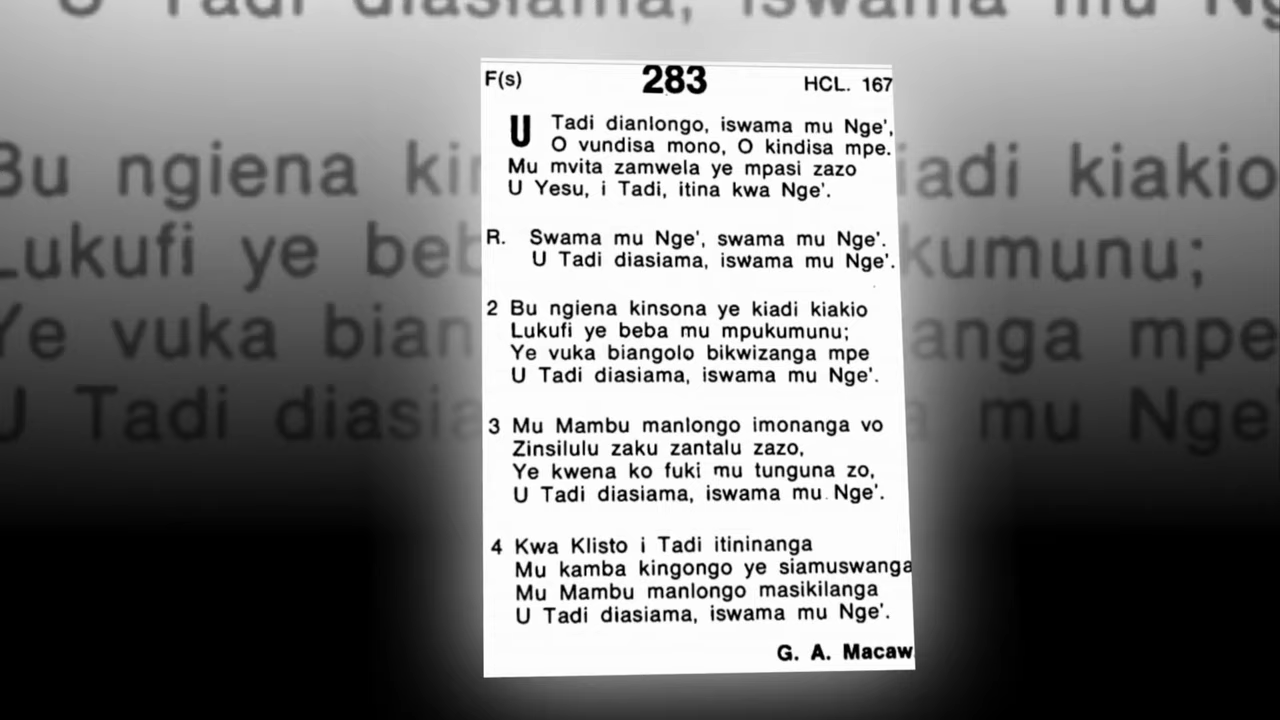 U Tadi diasiama, iswama mu Ng
F(s) 283 HCL. 167
U Tadi dianlongo, iswama mu Nge',
O vundisa mono, O kindisa mpe.
Mu mvita zamwela ye mpasi zazo
U Yesu, i Tadi, itina kwa Nge'.
R. Swama mu Nge', swama mu Nge'.
U Tadi diasiama, iswama mu Nge'.
2 Bu ngiena kinsona ye kiadi kiakio
Lukufi ye beba mu mpukumunu;
Ye vuka biangolo bikwizanga mpe
U Tadi diasiama, iswama mu Nge'.
3 Mu Mambu manlongo imonanga vo
Zinsilulu zaku zantalu zazo,
Ye kwena ko fuki mu tunguna zo,
U Tadi diasiama, iswama mu Nge'.
4 Kwa Klisto i Tadi itininanga
Mu kamba kingongo ye siamuswanga
Mu Mambu manlongo masikilanga
U Tadi diasiama, iswama mu Nge'.
G. A. Macaw
Bu ngiena kin iadi kiakio
Lukufi ye beb kumunu;
Ye vuka bian anga mpe
U Tadi diasia a mu Nge'